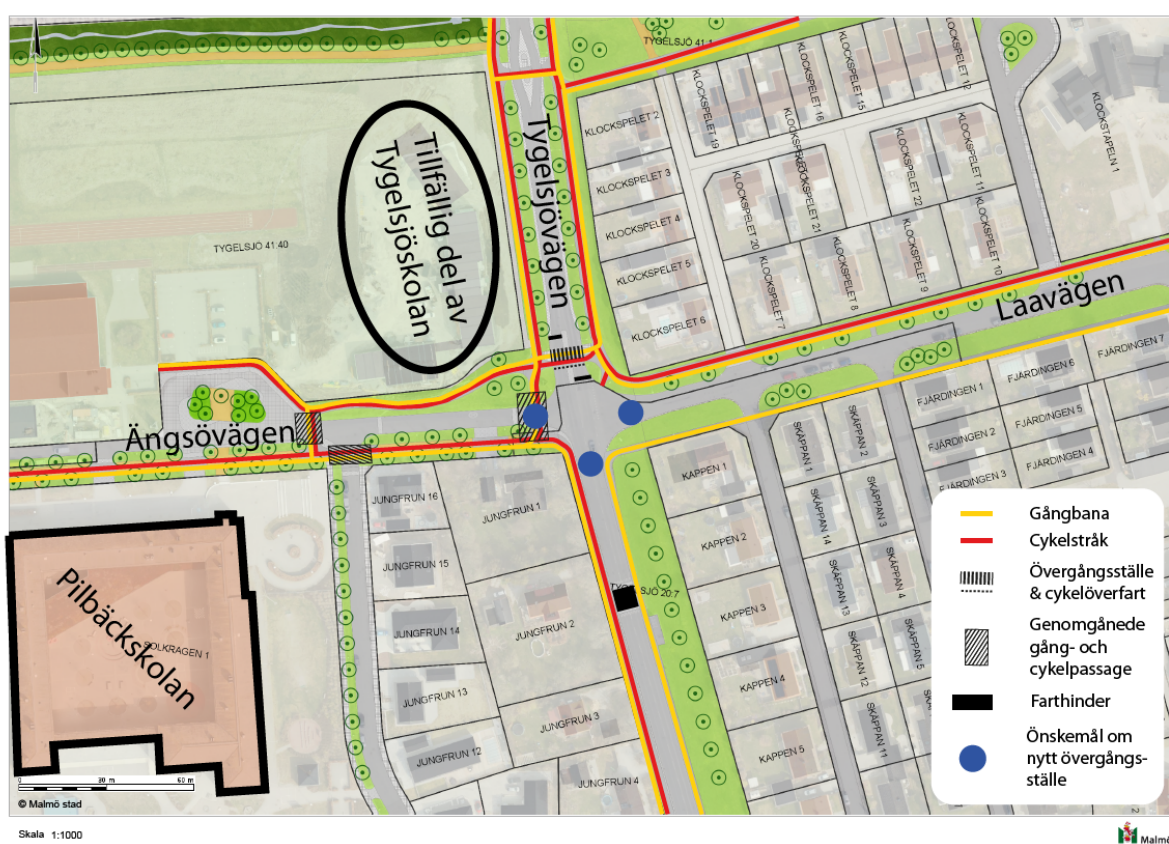 TYGELSJÖ 41:1
KLOCKSPELET 2
KLOCKSPELET 3
KLOCKSPELET 4
KLOCKSPELET 5
KLOCKSPELET 6
KLOCKSPELET 19
KLOCKSPELET 16
KLOCKSPELET 15
KLOCKSPELET 12
KLOCKSTAPELN 1
KLOCKSPELET 20
KLOCKSPELET 21
KLOCKSPELET 22
KLOCKSPELET 11
KLOCKSPELET 7
KLOCKSPELET 8
KLOCKSPELET 9
KLOCKSPELET 10
Tillfällig del av
Tygelsjöskolan
Tygelsjövägen
TYGELSJÖ 41:40
Laavägen
Ängsövägen
FJÄRDINGEN 1
FJÄRDINGEN 6
FJÄRDINGEN 7
FJÄRDINGEN 2
FJÄRDINGEN 5
FJÄRDINGEN 3
FJÄRDINGEN 4
JUNGFRUN 16
JUNGFRUN 1
JUNGFRUN 15
JUNGFRUN 14
JUNGFRUN 2
JUNGFRUN 13
JUNGFRUN 3
JUNGFRUN 12
JUNGFRUN 4
KAPPEN 1
KAPPEN 2
KAPPEN 3
KAPPEN 4
KAPPEN 5
SKÄPPAN 1
SKÄPPAN 2
SKÄPPAN 14
SKÄPPAN 3
SKÄPPAN 13
SKÄPPAN 4
SKÄPPAN 12
SKÄPPAN 5
SKÄPPAN 11
Pilbäckskolan
SOLKRAGEN 1
Gångbana
Cykelstråk
Övergångsställe
& cykelöverfart
Genomgånede
gång- och
cykelpassage
Farthinder
Önskemål om
nytt övergångs-
ställe
2
0 30 m 60 m
© Malmö stad
Skala 1:1000
Malmö